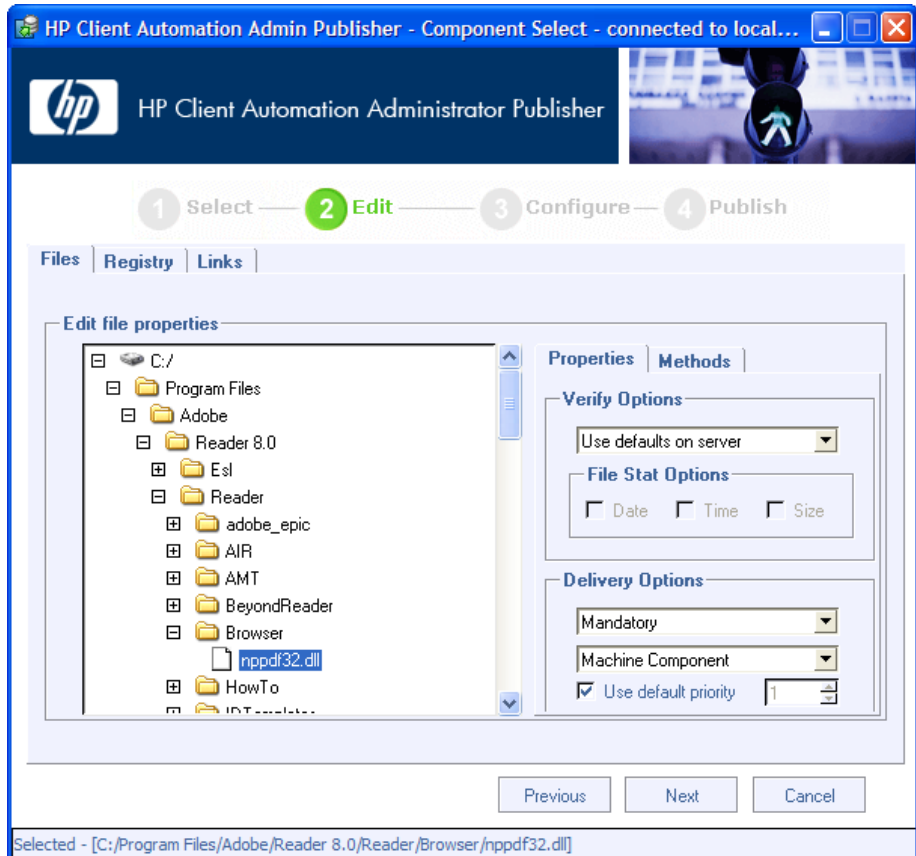 HP Client Automation Admin Publisher - Component Select - connected to local...
hp
HP Client Automation Administrator Publisher
1 Select
2 Edit
3 Configure
4 Publish
Files
Registry
Links
Edit file properties
C:/
Program Files
Adobe
Reader 8.0
Esl
Reader
adobe_epic
AIR
AMT
BeyondReader
Browser
nppdf32.dll
HowTo
Properties
Methods
Verify Options
Use defaults on server
File Stat Options
Date
Time
Size
Delivery Options
Mandatory
Machine Component
Use default priority
1
Previous
Next
Cancel
Selected - [C:/Program Files/Adobe/Reader 8.0/Reader/Browser/nppdf32.dll]